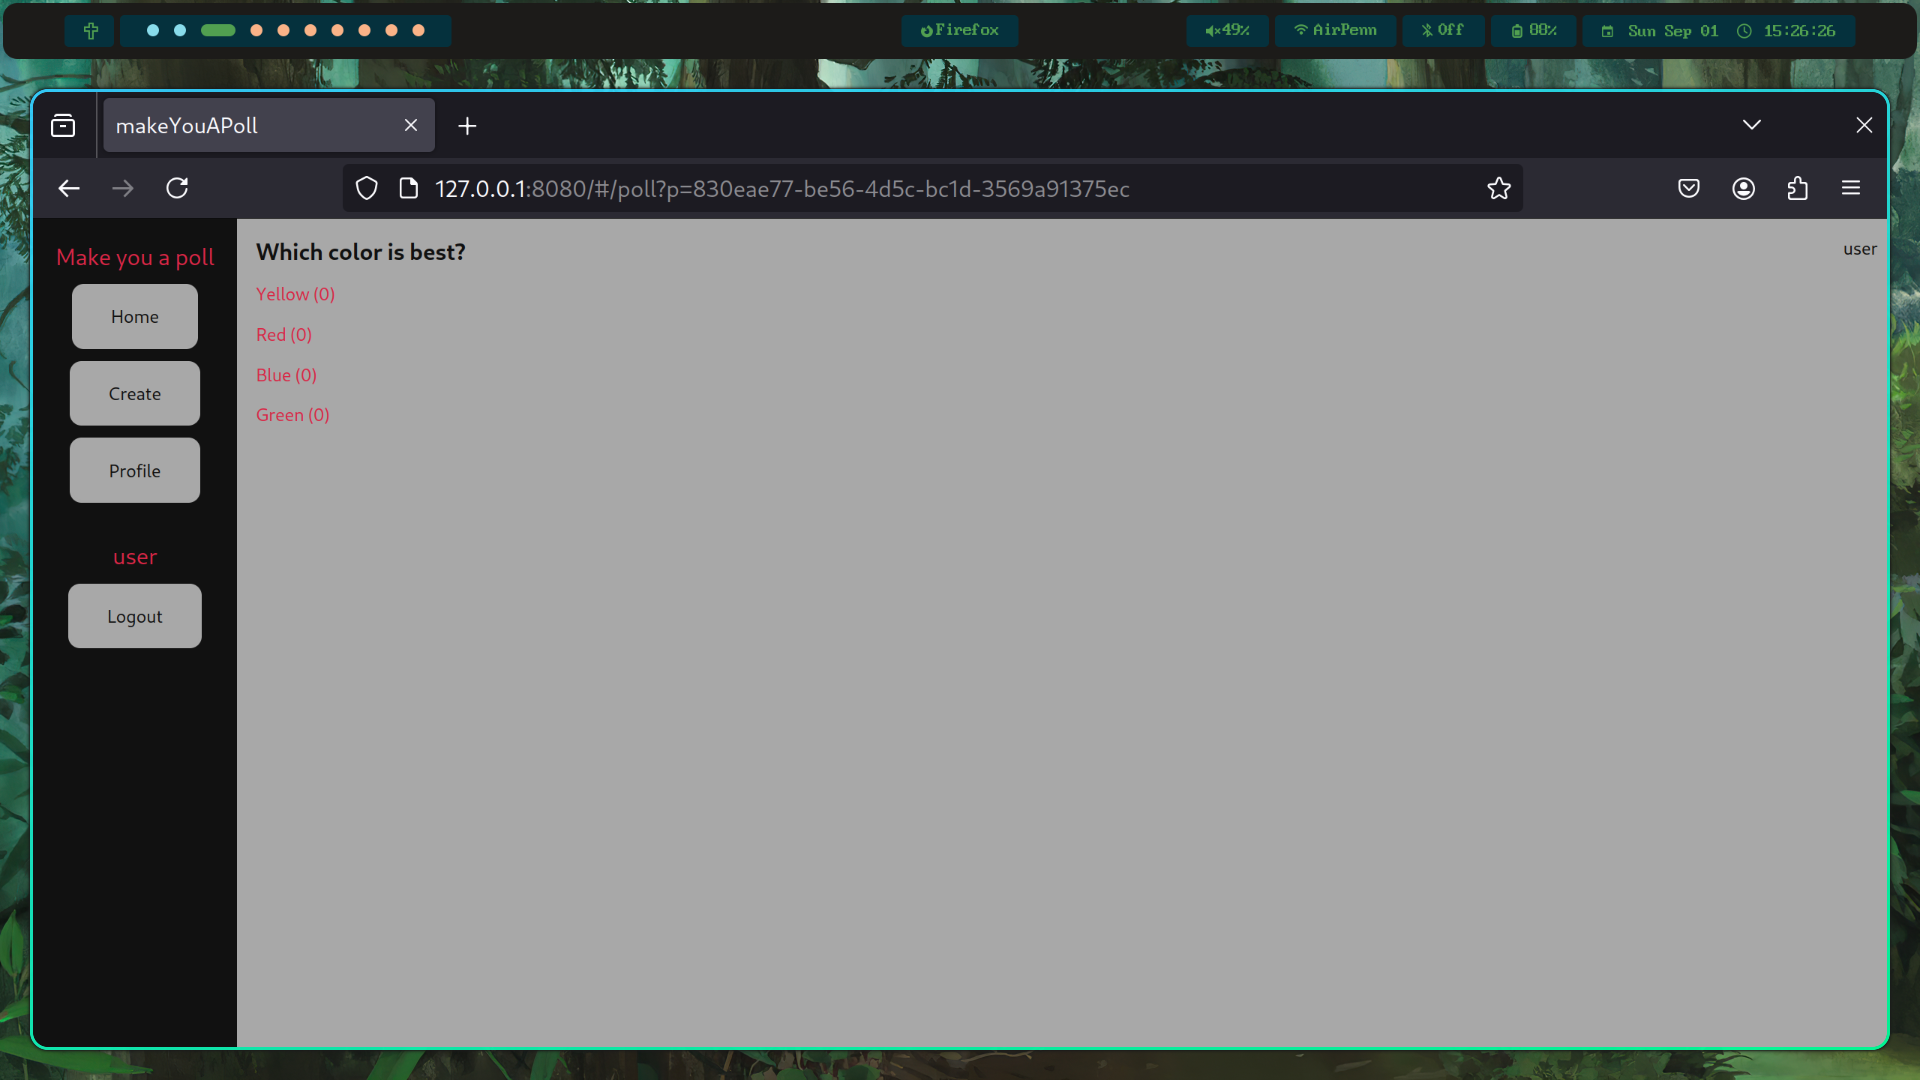 Firefox
49%
AirPenn
Off
88%
Sun Sep 01
15:26:26
makeYouAPoll
127.0.0.1:8080/#/poll?p=830eae77-be56-4d5c-bc1d-3569a91375ec
Make you a poll
Home
Create
Profile
user
Logout
Which color is best?
user
Yellow (0)
Red (0)
Blue (0)
Green (0)